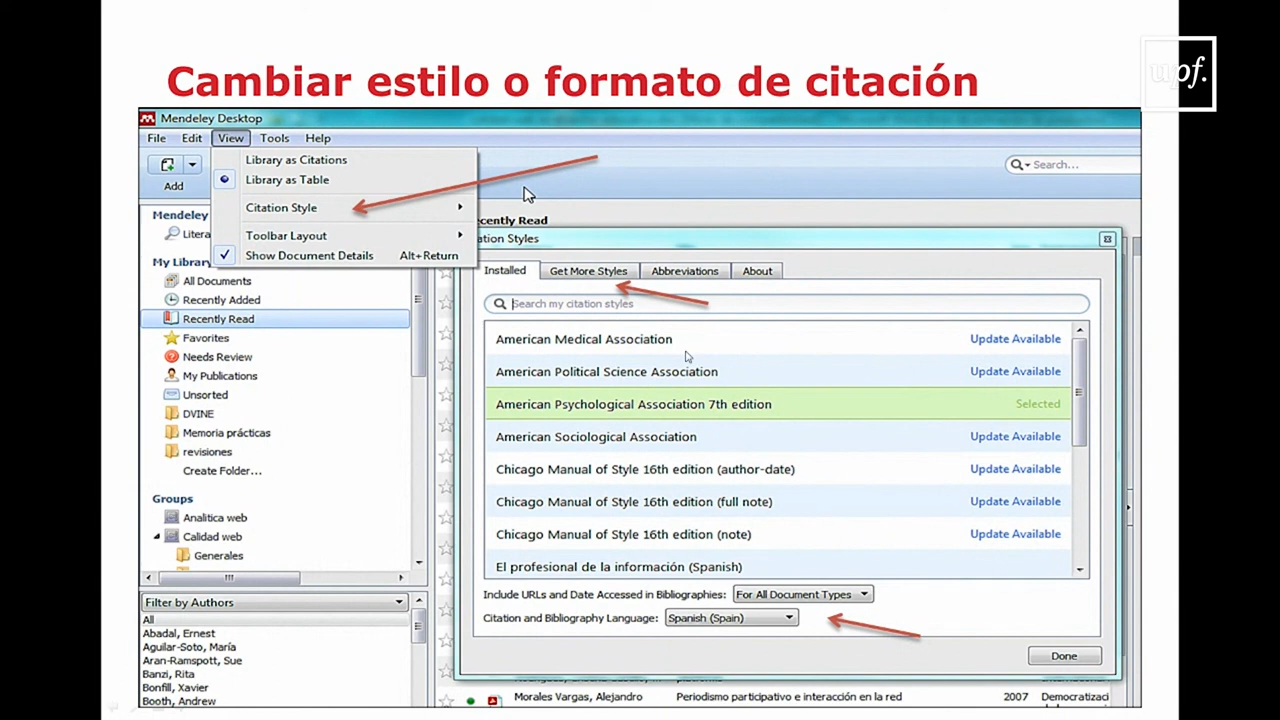 Cambiar estilo o formato de citación
upf.
Mendeley Desktop
File Edit View Tools Help
Add
Library as Citations
Library as Table
Citation Style
Toolbar Layout
Show Document Details Alt+Return
Search...
Mendeley
Litera
My Library
All Documents
Recently Added
Recently Read
Favorites
Needs Review
My Publications
Unsorted
DVINE
Memoria prácticas
revisiones
Create Folder...
Groups
Analitica web
Calidad web
Generales
Filter by Authors
All
Abadal, Ernest
Aguilar-Soto, María
Aran-Ramspott, Sue
Banzi, Rita
Bonfill, Xavier
Booth, Andrew
ecently Read
ation Styles
Installed Get More Styles Abbreviations About
Search my citation styles
American Medical Association Update Available
American Political Science Association Update Available
American Psychological Association 7th edition Selected
American Sociological Association Update Available
Chicago Manual of Style 16th edition (author-date) Update Available
Chicago Manual of Style 16th edition (full note) Update Available
Chicago Manual of Style 16th edition (note) Update Available
El profesional de la información (Spanish)
Include URLs and Date Accessed in Bibliographies: For All Document Types
Citation and Bibliography Language: Spanish (Spain)
Done
Morales Vargas, Alejandro Periodismo participativo e interacción en la red 2007 Democratizaci